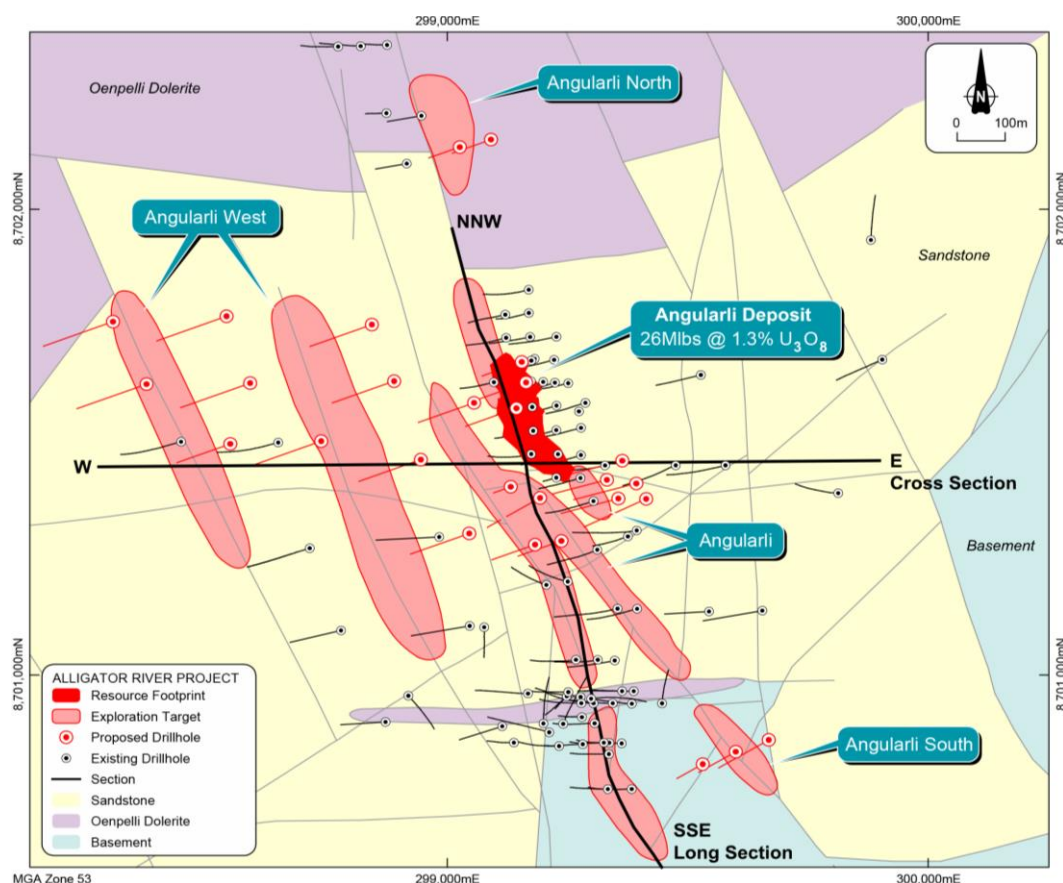 299,000mE
300,000mE
Oenpelli Dolerite
Angularli North
N
0 100m
8,702,000mN
8,702,000mN
Angularli West
NNW
Sandstone
Angularli Deposit
26Mlbs @ 1.3% U₃O₈
W
E
Cross Section
Angularli
Basement
8,701,000mN
8,701,000mN
ALLIGATOR RIVER PROJECT
Resource Footprint
Exploration Target
Proposed Drillhole
Existing Drillhole
Section
Sandstone
Oenpelli Dolerite
Basement
Angularli South
SSE
Long Section
MGA Zone 53
299,000mE
300,000mE